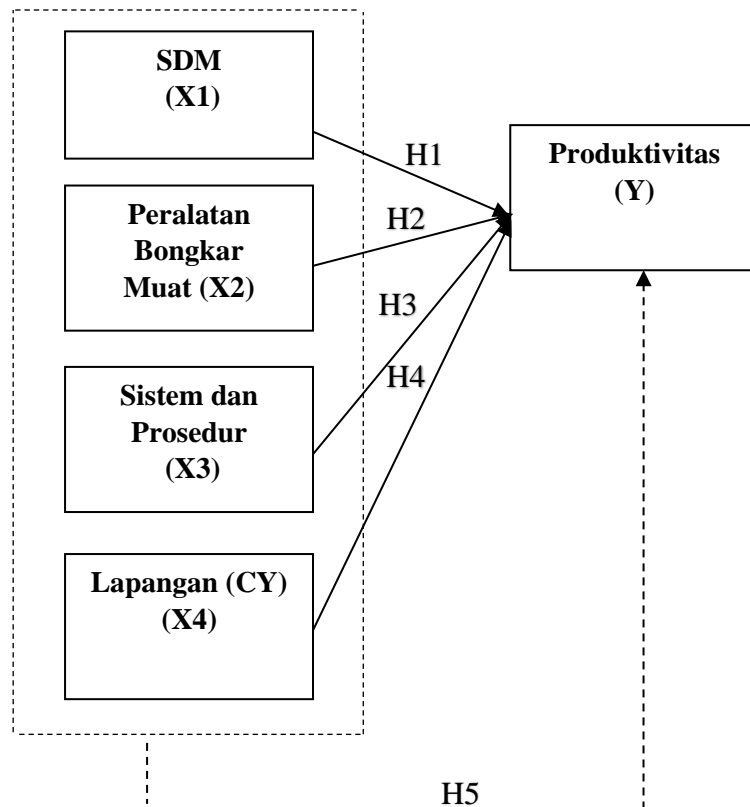 SDM
(X1)
H1
Produktivitas
(Y)
Peralatan
Bongkar
Muat (X2)
H2
H3
Sistem dan
Prosedur
(X3)
H4
Lapangan (CY)
(X4)
H5